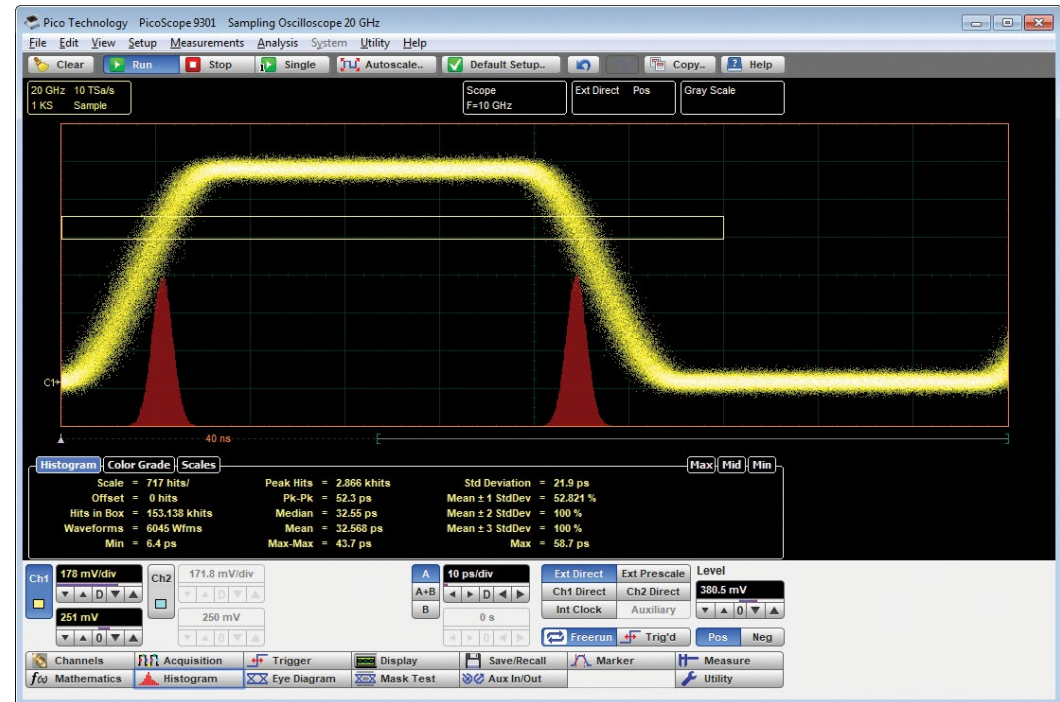 Pico Technology PicoScope 9301 Sampling Oscilloscope 20 GHz
File Edit View Setup Measurements Analysis System Utility Help
Clear Run Stop Single Autoscale.. Default Setup.. Copy.. Help
20 GHz 10 TSa/s
1 KS Sample
Scope
F=10 GHz
Ext Direct Pos
Gray Scale
C1
40 ns
Histogram Color Grade Scales Max Mid Min
Scale = 717 hits/ Peak Hits = 2.866 khits Std Deviation = 21.9 ps
Offset = 0 hits Pk-Pk = 52.3 ps Mean ± 1 StdDev = 52.821 %
Hits in Box = 153.138 khits Median = 32.55 ps Mean ± 2 StdDev = 100 %
Waveforms = 6045 Wfms Mean = 32.568 ps Mean ± 3 StdDev = 100 %
Min = 6.4 ps Max-Max = 43.7 ps Max = 58.7 ps
Ch1 178 mV/div Ch2 171.8 mV/div A 10 ps/div Ext Direct Ext Prescale Level
D D A+B D Ch1 Direct Ch2 Direct 380.5 mV
251 mV 250 mV B 0 s Int Clock Auxiliary 0
0 0 0 Freerun Trig'd Pos Neg
Channels Acquisition Trigger Display Save/Recall Marker Measure
f(x) Mathematics Histogram Eye Diagram Mask Test Aux In/Out Utility